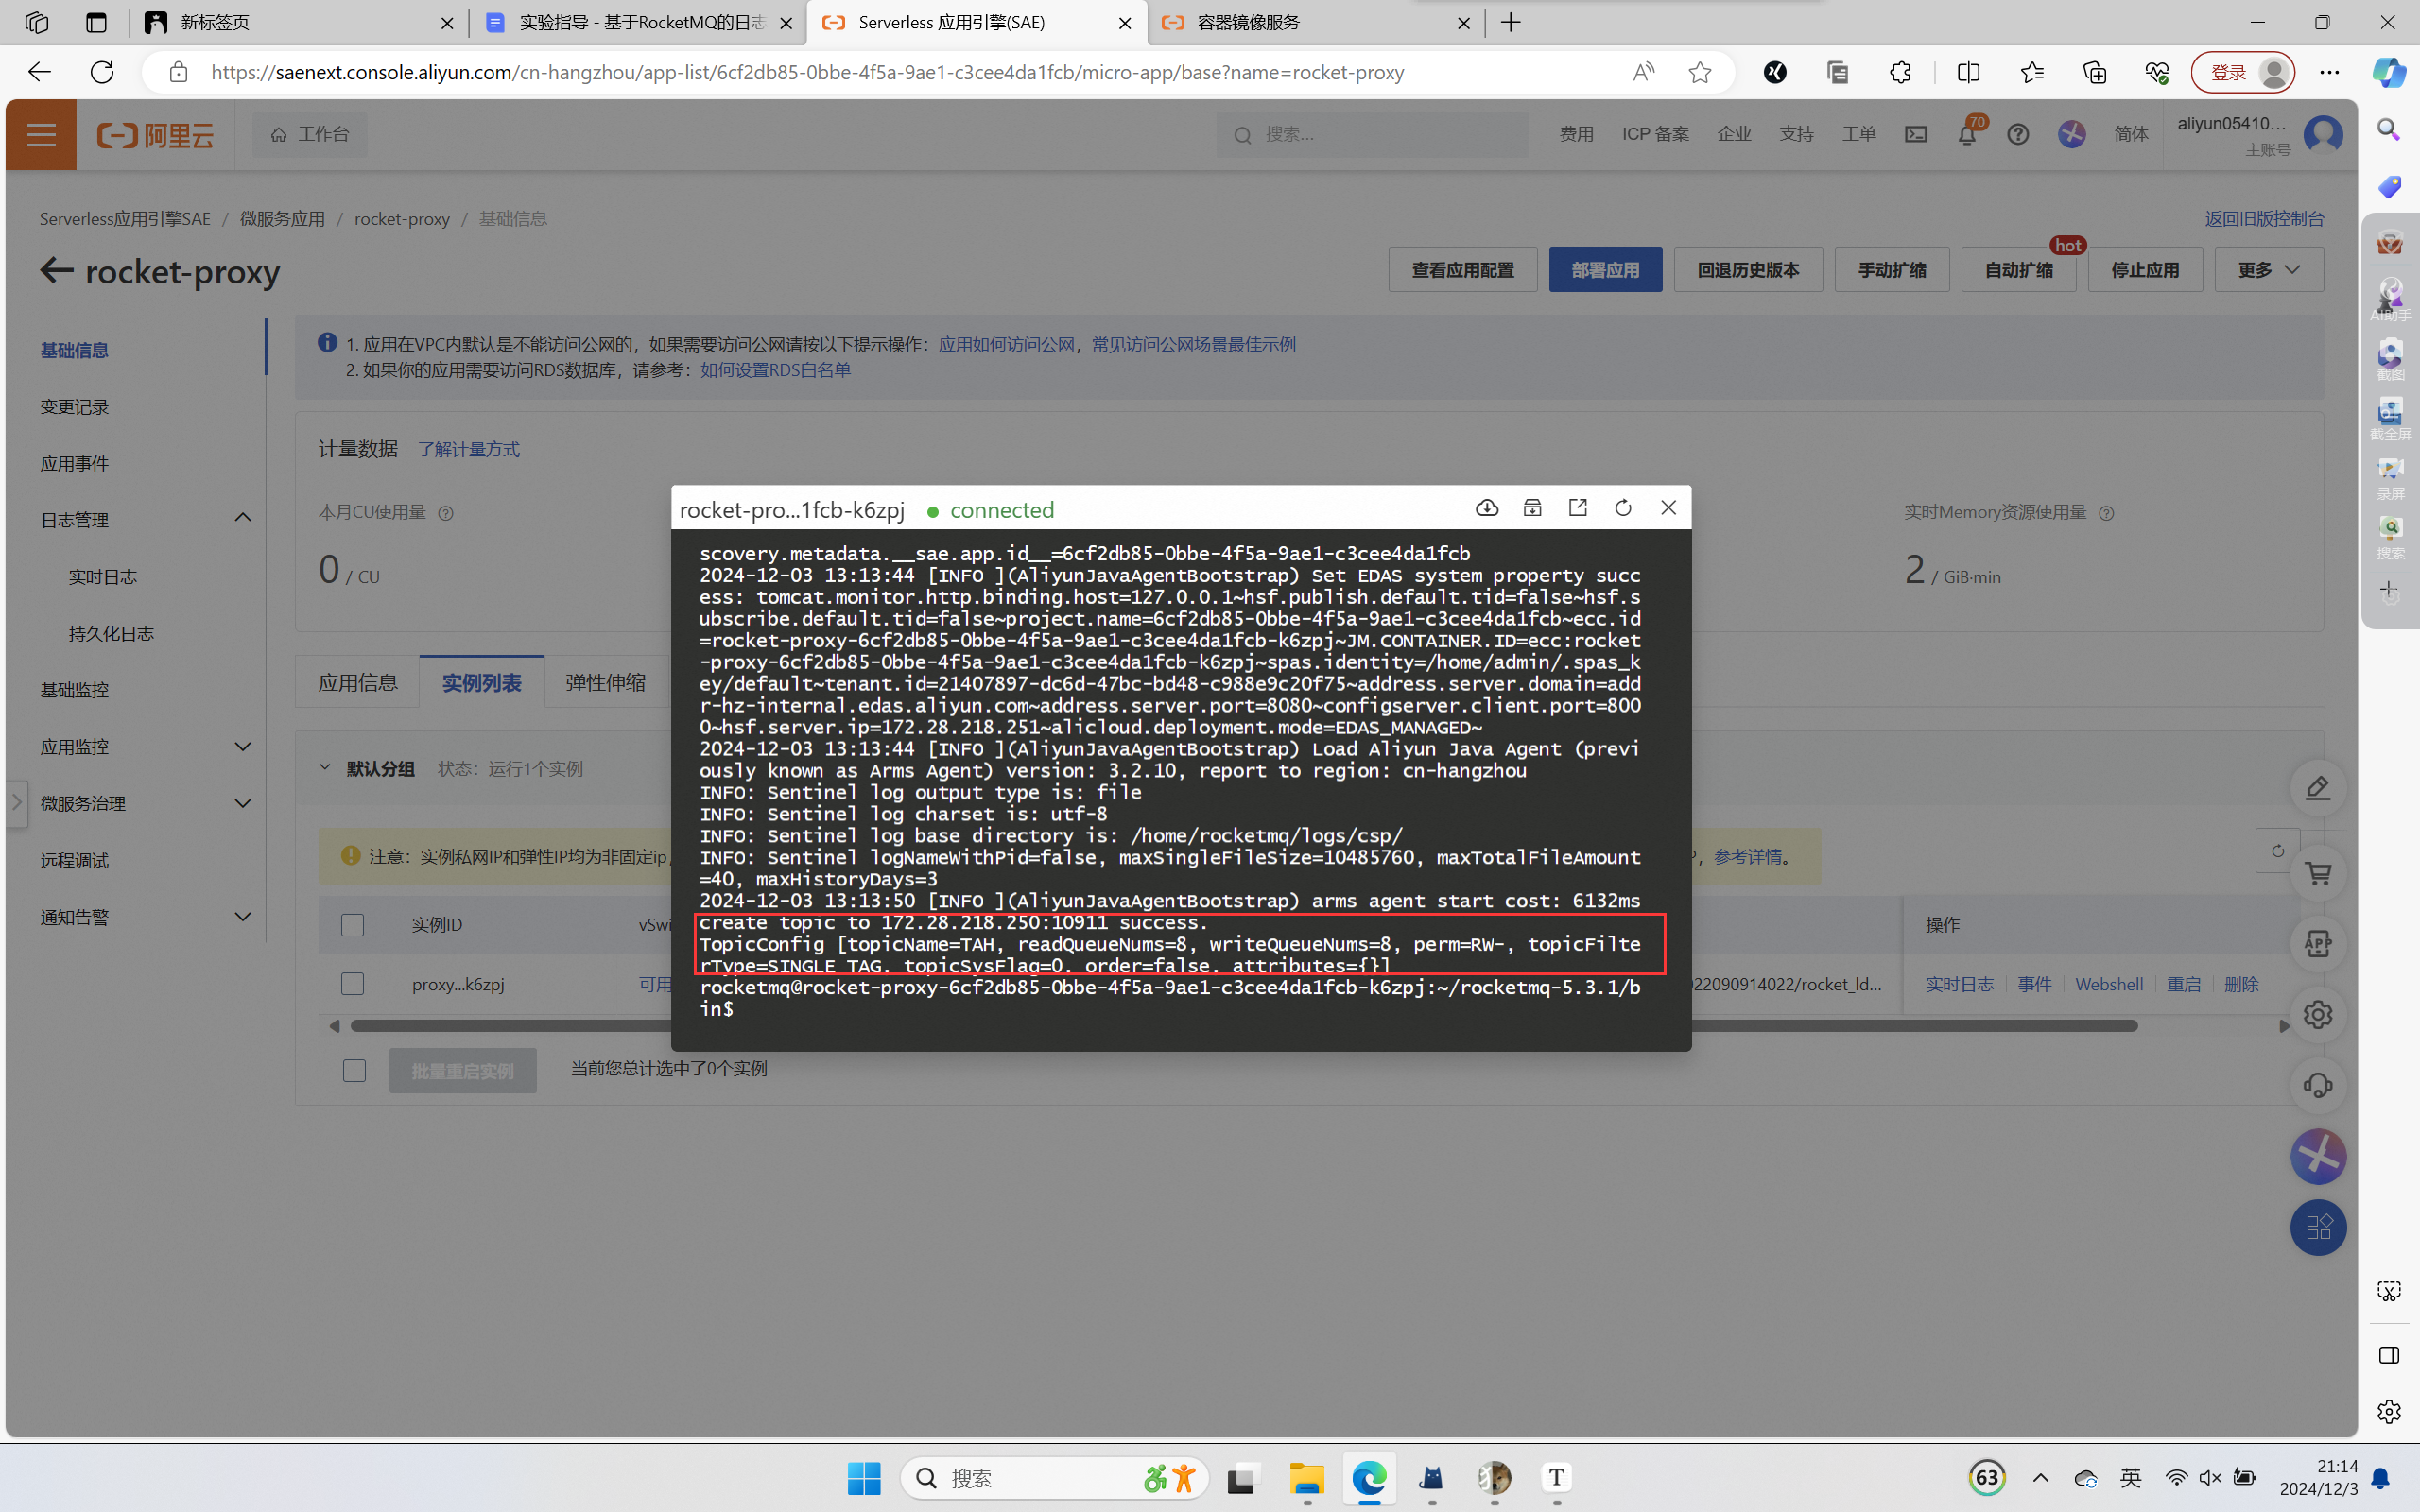 新标签页
实验指导 - 基于RocketMQ的日志
Serverless 应用引擎(SAE)
容器镜像服务
https://saenext.console.aliyun.com/cn-hangzhou/app-list/6cf2db85-0bbe-4f5a-9ae1-c3cee4da1fcb/micro-app/base?name=rocket-proxy
登录
阿里云
工作台
搜索...
费用
ICP 备案
企业
支持
工单
70
简体
aliyun05410...
主账号
Serverless应用引擎SAE / 微服务应用 / rocket-proxy / 基础信息
返回旧版控制台
rocket-proxy
查看应用配置
部署应用
回退历史版本
手动扩缩
自动扩缩
hot
停止应用
更多
基础信息
变更记录
应用事件
日志管理
实时日志
持久化日志
基础监控
应用监控
微服务治理
远程调试
通知告警
1. 应用在VPC内默认是不能访问公网的，如果需要访问公网请按以下提示操作：应用如何访问公网，常见访问公网场景最佳示例
2. 如果你的应用需要访问RDS数据库，请参考：如何设置RDS白名单
计量数据
了解计量方式
本月CU使用量
0 / CU
实时Memory资源使用量
2 / GiB·min
应用信息
实例列表
弹性伸缩
默认分组
状态：运行1个实例
注意：实例私网IP和弹性IP均为非固定ip，
，参考详情。
实例ID
vSwi
操作
proxy...k6zpj
可用
22090914022/rocket_ld...
实时日志
事件
Webshell
重启
删除
批量重启实例
当前您总计选中了0个实例
rocket-pro...1fcb-k6zpj
connected
scovery.metadata.__sae.app.id__=6cf2db85-0bbe-4f5a-9ae1-c3cee4da1fcb
2024-12-03 13:13:44 [INFO ](AliyunJavaAgentBootstrap) Set EDAS system property succ
ess: tomcat.monitor.http.binding.host=127.0.0.1~hsf.publish.default.tid=false~hsf.s
ubscribe.default.tid=false~project.name=6cf2db85-0bbe-4f5a-9ae1-c3cee4da1fcb~ecc.id
=rocket-proxy-6cf2db85-0bbe-4f5a-9ae1-c3cee4da1fcb-k6zpj~JM.CONTAINER.ID=ecc:rocket
-proxy-6cf2db85-0bbe-4f5a-9ae1-c3cee4da1fcb-k6zpj~spas.identity=/home/admin/.spas_k
ey/default~tenant.id=21407897-dc6d-47bc-bd48-c988e9c20f75~address.server.domain=add
r-hz-internal.edas.aliyun.com~address.server.port=8080~configserver.client.port=800
0~hsf.server.ip=172.28.218.251~alicloud.deployment.mode=EDAS_MANAGED~
2024-12-03 13:13:44 [INFO ](AliyunJavaAgentBootstrap) Load Aliyun Java Agent (previ
ously known as Arms Agent) version: 3.2.10, report to region: cn-hangzhou
INFO: Sentinel log output type is: file
INFO: Sentinel log charset is: utf-8
INFO: Sentinel log base directory is: /home/rocketmq/logs/csp/
INFO: Sentinel logNameWithPid=false, maxSingleFileSize=10485760, maxTotalFileAmount
=40, maxHistoryDays=3
2024-12-03 13:13:50 [INFO ](AliyunJavaAgentBootstrap) arms agent start cost: 6132ms
create topic to 172.28.218.250:10911 success.
TopicConfig [topicName=TAH, readQueueNums=8, writeQueueNums=8, perm=RW-, topicFilte
rType=SINGLE_TAG, topicSysFlag=0, order=false, attributes={}]
rocketmq@rocket-proxy-6cf2db85-0bbe-4f5a-9ae1-c3cee4da1fcb-k6zpj:~/rocketmq-5.3.1/b
in$
AI助手
截图
截全屏
录屏
搜索
APP
搜索
T
63
英
21:14
2024/12/3